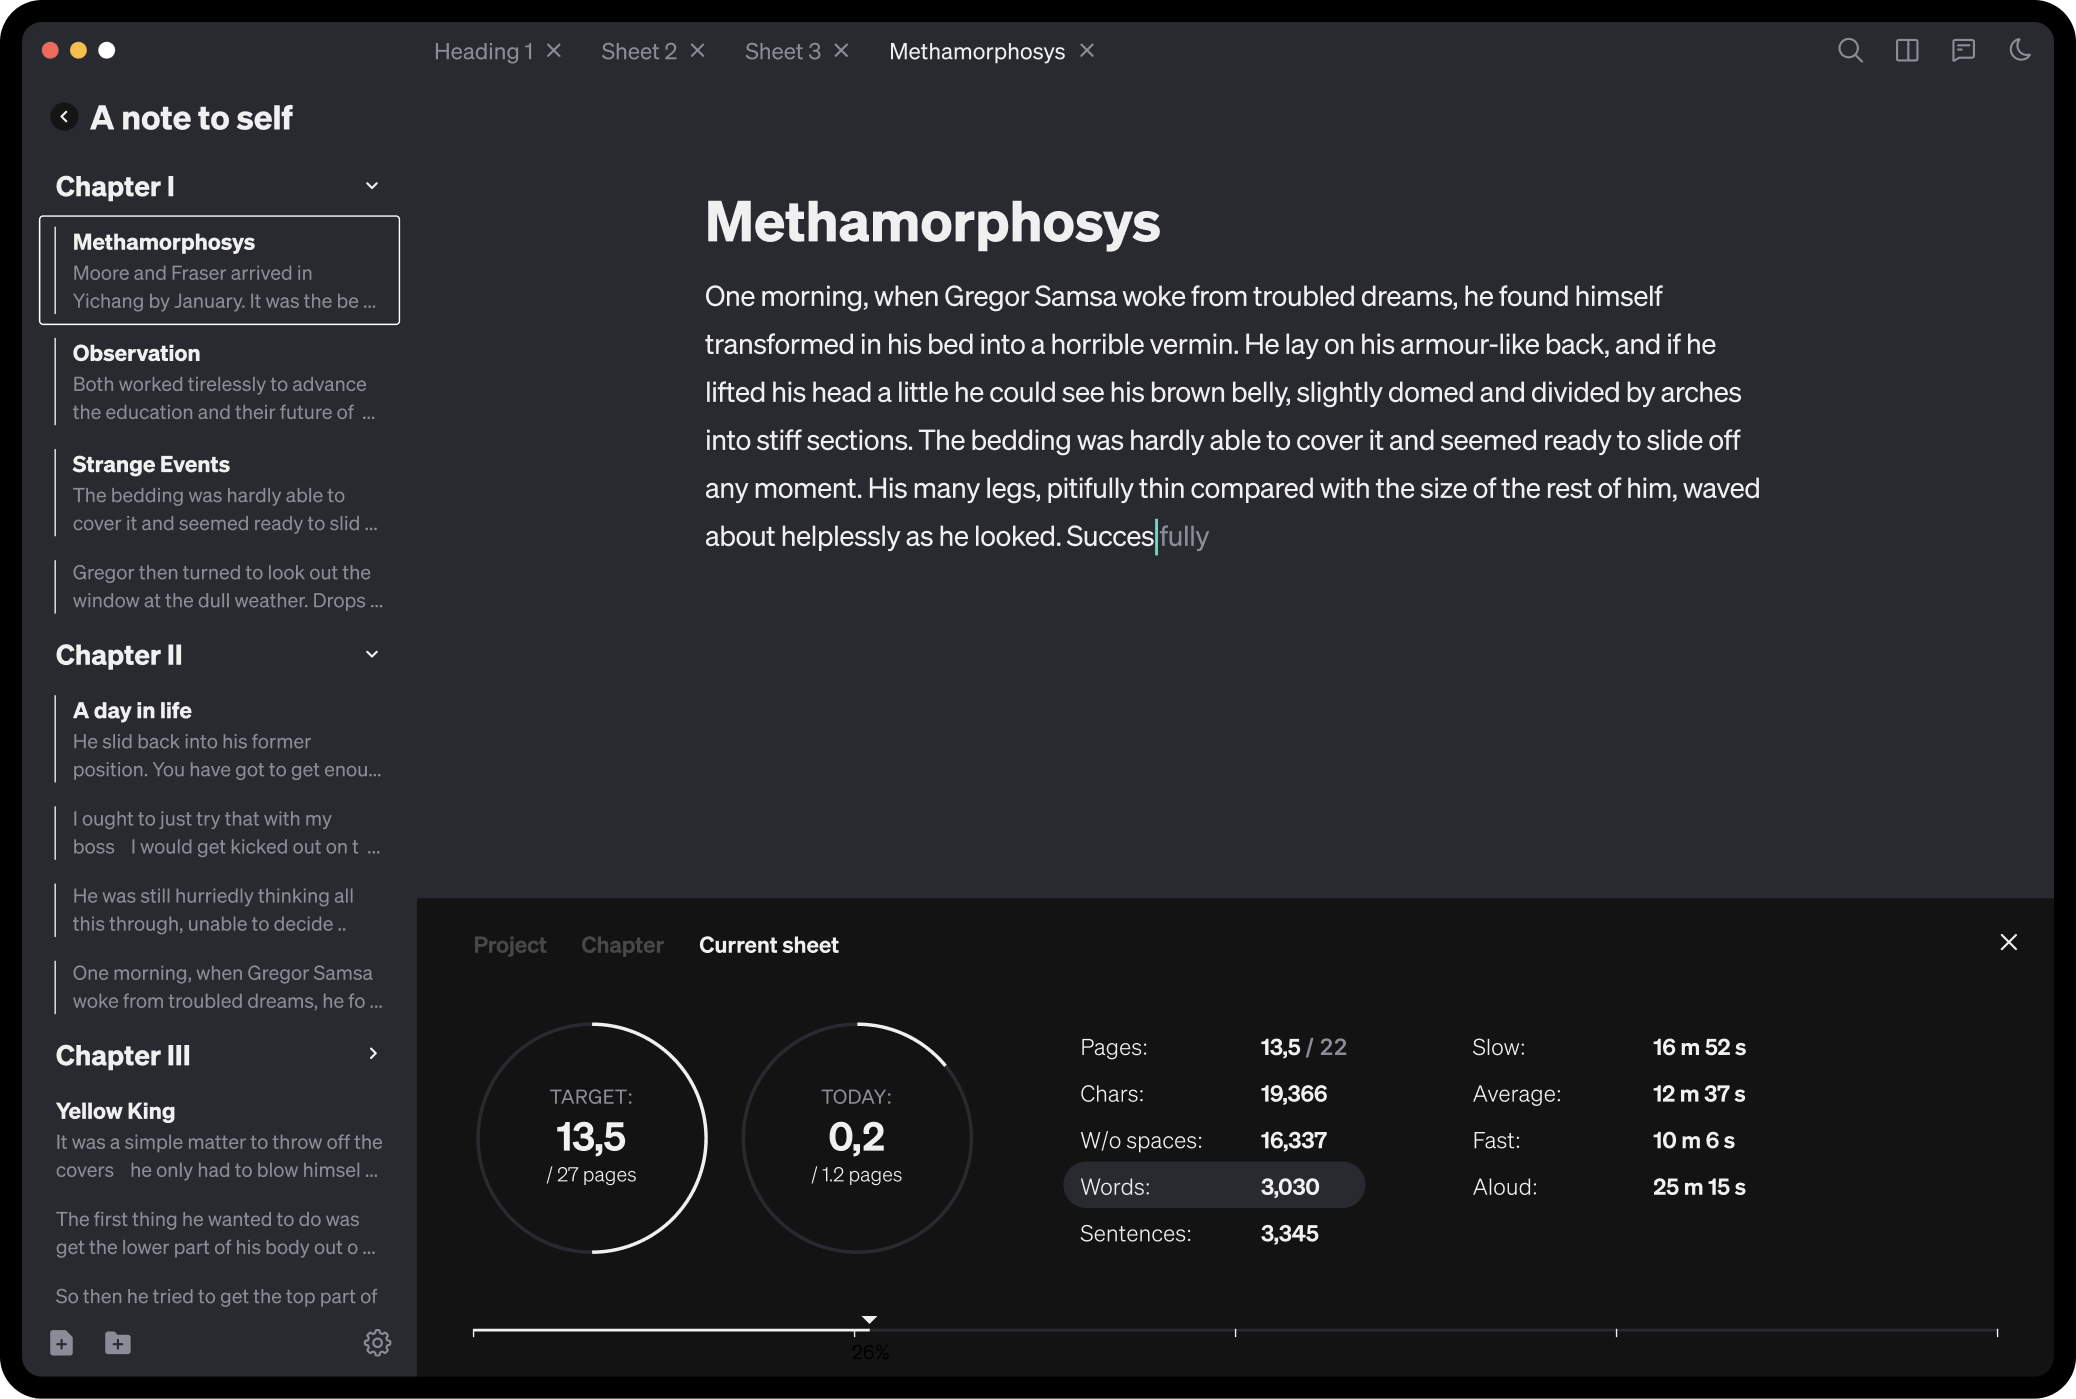 Heading 1
Sheet 2
Sheet 3
Methamorphosys
A note to self
Chapter I
Methamorphosys
Moore and Fraser arrived in
Yichang by January. It was the be ...
Observation
Both worked tirelessly to advance
the education and their future of ...
Strange Events
The bedding was hardly able to
cover it and seemed ready to slid ...
Gregor then turned to look out the
window at the dull weather. Drops ...
Chapter II
A day in life
He slid back into his former
position. You have got to get enou...
I ought to just try that with my
boss I would get kicked out on t ...
He was still hurriedly thinking all
this through, unable to decide ..
One morning, when Gregor Samsa
woke from troubled dreams, he fo ...
Chapter III
Yellow King
It was a simple matter to throw off the
covers he only had to blow himsel ...
The first thing he wanted to do was
get the lower part of his body out o ...
So then he tried to get the top part of
Methamorphosys
One morning, when Gregor Samsa woke from troubled dreams, he found himself
transformed in his bed into a horrible vermin. He lay on his armour-like back, and if he
lifted his head a little he could see his brown belly, slightly domed and divided by arches
into stiff sections. The bedding was hardly able to cover it and seemed ready to slide off
any moment. His many legs, pitifully thin compared with the size of the rest of him, waved
about helplessly as he looked. Succesfully
Project
Chapter
Current sheet
TARGET:
13,5
/ 27 pages
TODAY:
0,2
/ 1.2 pages
Pages: 13,5 / 22
Chars: 19,366
W/o spaces: 16,337
Words: 3,030
Sentences: 3,345
Slow: 16 m 52 s
Average: 12 m 37 s
Fast: 10 m 6 s
Aloud: 25 m 15 s
26%